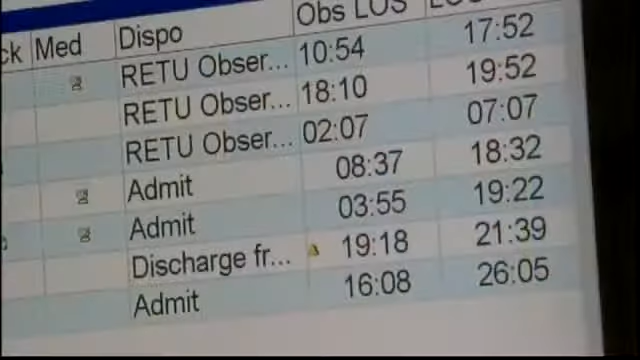 ck Med Dispo Obs LOS LOS
RETU Obser... 10:54 17:52
RETU Obser... 18:10 19:52
RETU Obser... 02:07 07:07
Admit 08:37 18:32
Admit 03:55 19:22
Discharge fr... 19:18 21:39
Admit 16:08 26:05